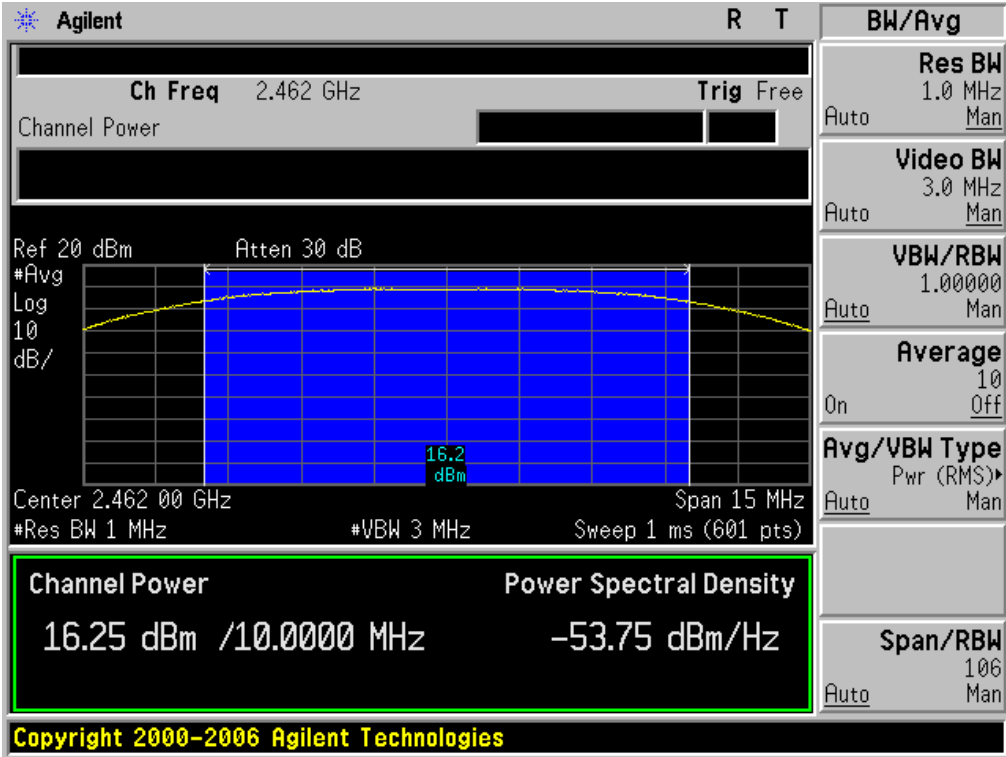 Agilent
R T
Ch Freq 2.462 GHz
Trig Free
Channel Power
Ref 20 dBm
Atten 30 dB
#Avg
Log
10
dB/
16.2
dBm
Center 2.462 00 GHz
Span 15 MHz
#Res BW 1 MHz
#VBW 3 MHz
Sweep 1 ms (601 pts)
Channel Power
Power Spectral Density
16.25 dBm /10.0000 MHz
-53.75 dBm/Hz
Copyright 2000-2006 Agilent Technologies
BW/Avg
Res BW
1.0 MHz
Auto Man
Video BW
3.0 MHz
Auto Man
VBW/RBW
1.00000
Auto Man
Average
10
On Off
Avg/VBW Type
Pwr (RMS)▸
Auto Man
Span/RBW
106
Auto Man